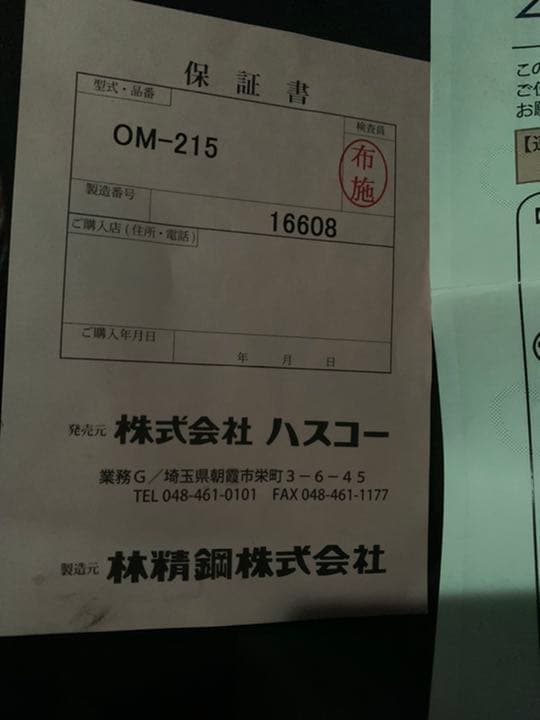 保証書
型式・品番
検査員
OM-215
布施
製造番号
16608
ご購入店(住所・電話)
ご購入年月日
年 月 日
発売元 株式会社 ハスコー
業務G／埼玉県朝霞市栄町3-6-45
TEL 048-461-0101 FAX 048-461-1177
製造元 林精鋼株式会社
この
ご
お